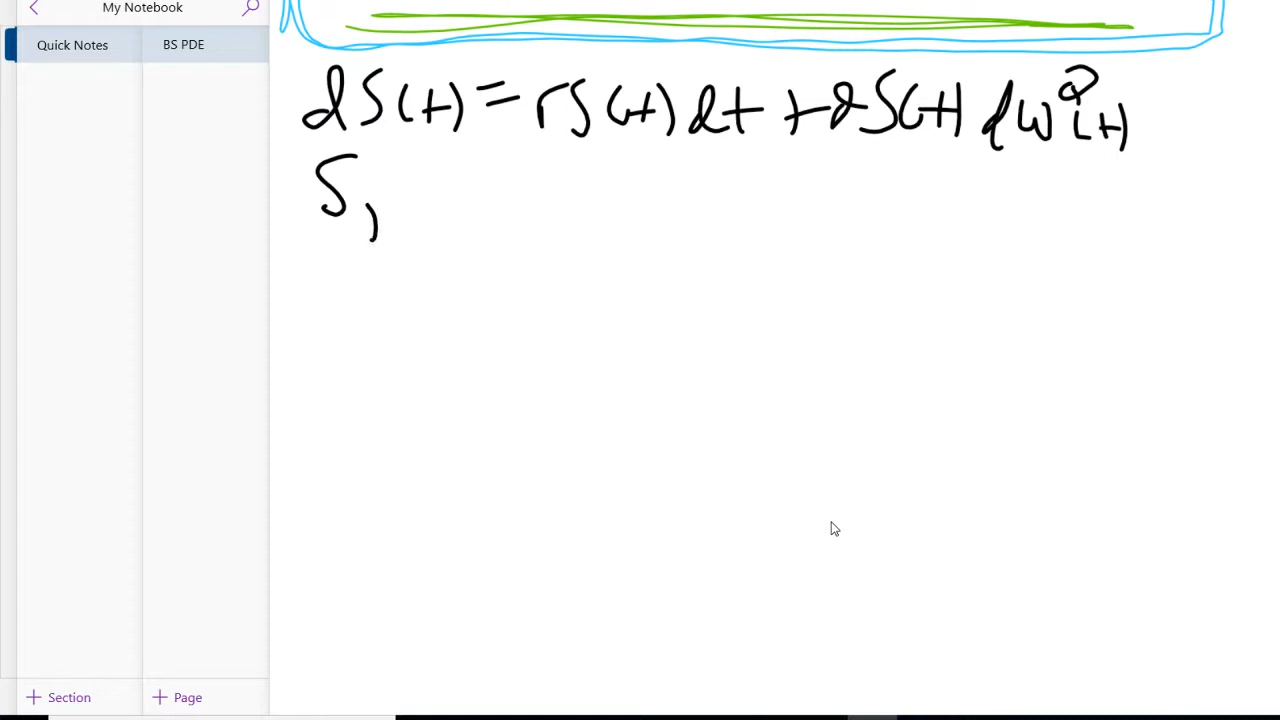 My Notebook
Quick Notes
BS PDE
dS(t) = rS(t) dt + σS(t) dW^Q(t)
S,
+ Section
+ Page